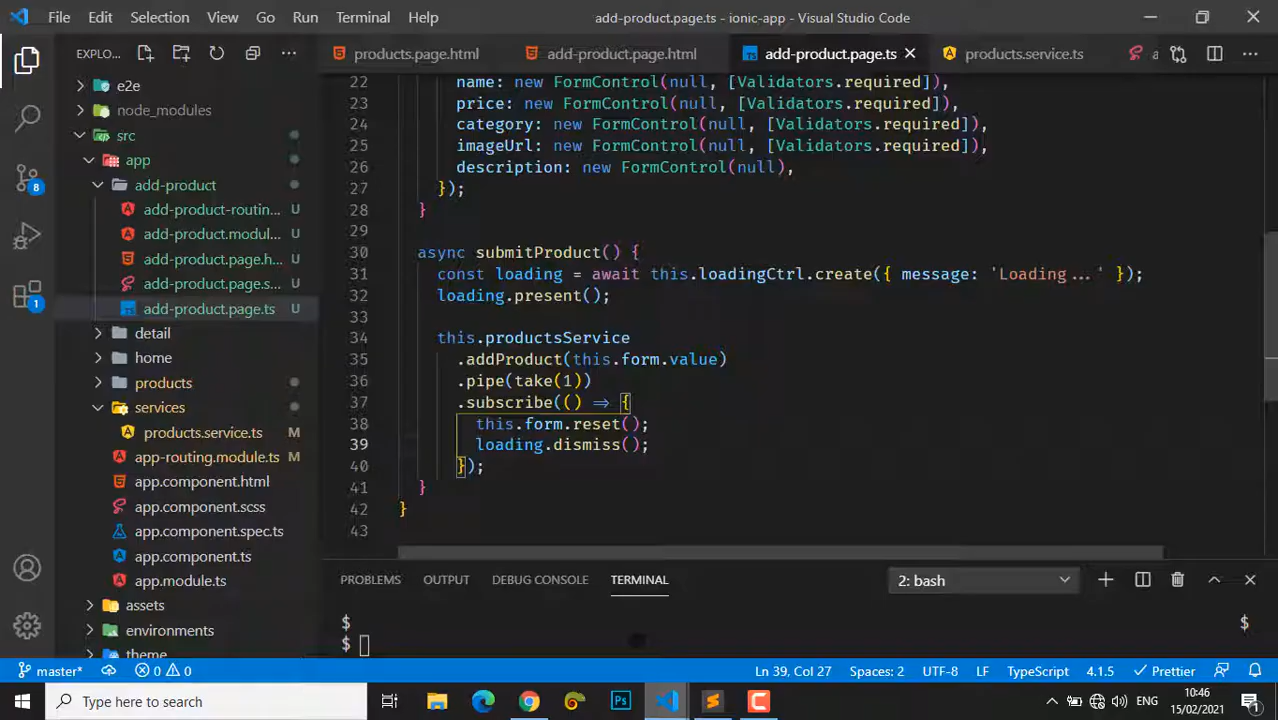 File Edit Selection View Go Run Terminal Help
add-product.page.ts - ionic-app - Visual Studio Code
EXPLO...
products.page.html
add-product.page.html
add-product.page.ts
products.service.ts
a
e2e
node_modules
src
app
add-product
add-product-routin... U
add-product.modul... U
add-product.page.h... U
add-product.page.s... U
add-product.page.ts U
detail
home
products
services
products.service.ts M
app-routing.module.ts M
app.component.html
app.component.scss
app.component.spec.ts
app.component.ts
app.module.ts
assets
environments
theme
8
1
22 name: new FormControl(null, [Validators.required]),
23 price: new FormControl(null, [Validators.required]),
24 category: new FormControl(null, [Validators.required]),
25 imageUrl: new FormControl(null, [Validators.required]),
26 description: new FormControl(null),
27 });
28 }
29
30 async submitProduct() {
31 const loading = await this.loadingCtrl.create({ message: 'Loading...' });
32 loading.present();
33
34 this.productsService
35 .addProduct(this.form.value)
36 .pipe(take(1))
37 .subscribe(() => {
38 this.form.reset();
39 loading.dismiss();
40 });
41 }
42 }
43
PROBLEMS OUTPUT DEBUG CONSOLE TERMINAL
2: bash
$ $
$
master* 0 0
Ln 39, Col 27 Spaces: 2 UTF-8 LF TypeScript 4.1.5 Prettier
Type here to search
Ps
ENG
10:46
15/02/2021
1